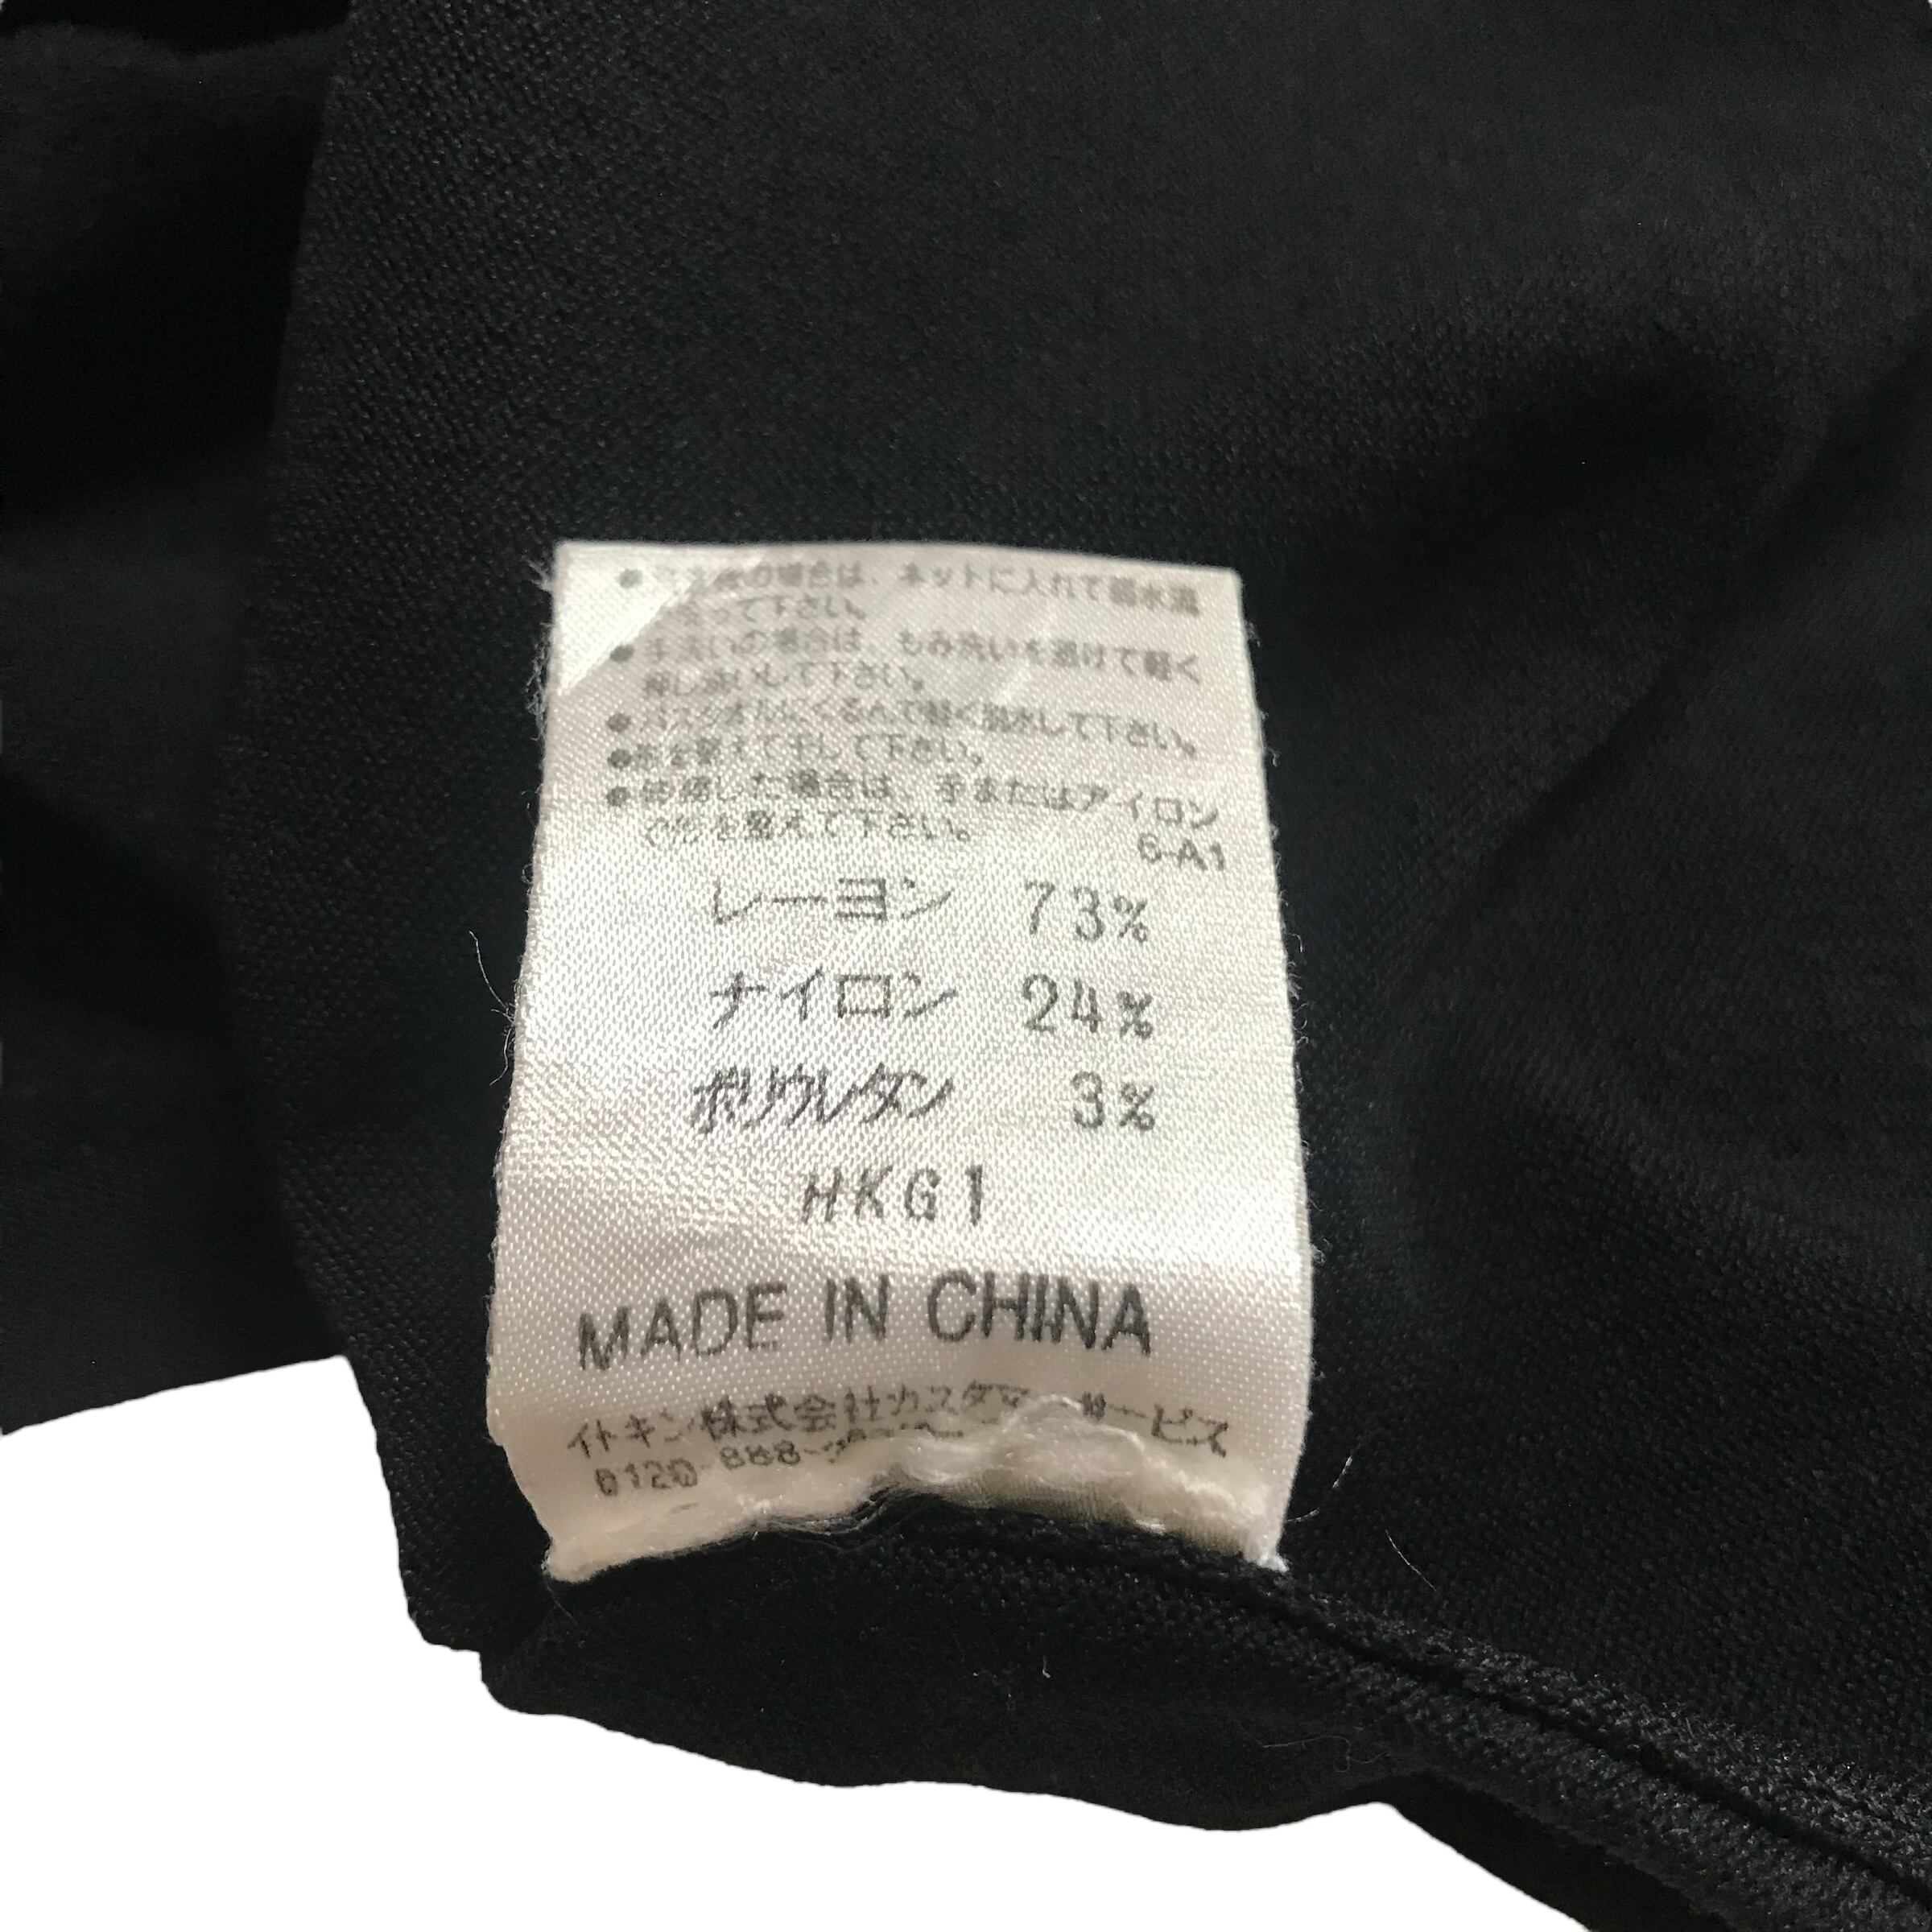 の場合は、ネットに入れて弱水流
って下さい。
●手洗いの場合は、もみ洗いを避けて軽く
押し洗いして下さい。
●バスタオルにくるんで軽く脱水して下さい。
●形を整えて干して下さい。
した場合は、手またはアイロン
で形を整えて下さい。
6-A1
レーヨン 73%
ナイロン 24%
ポリウレタン 3%
HKG1
MADE IN CHINA
イトキン株式会社カスタマーサービス
0120-888-